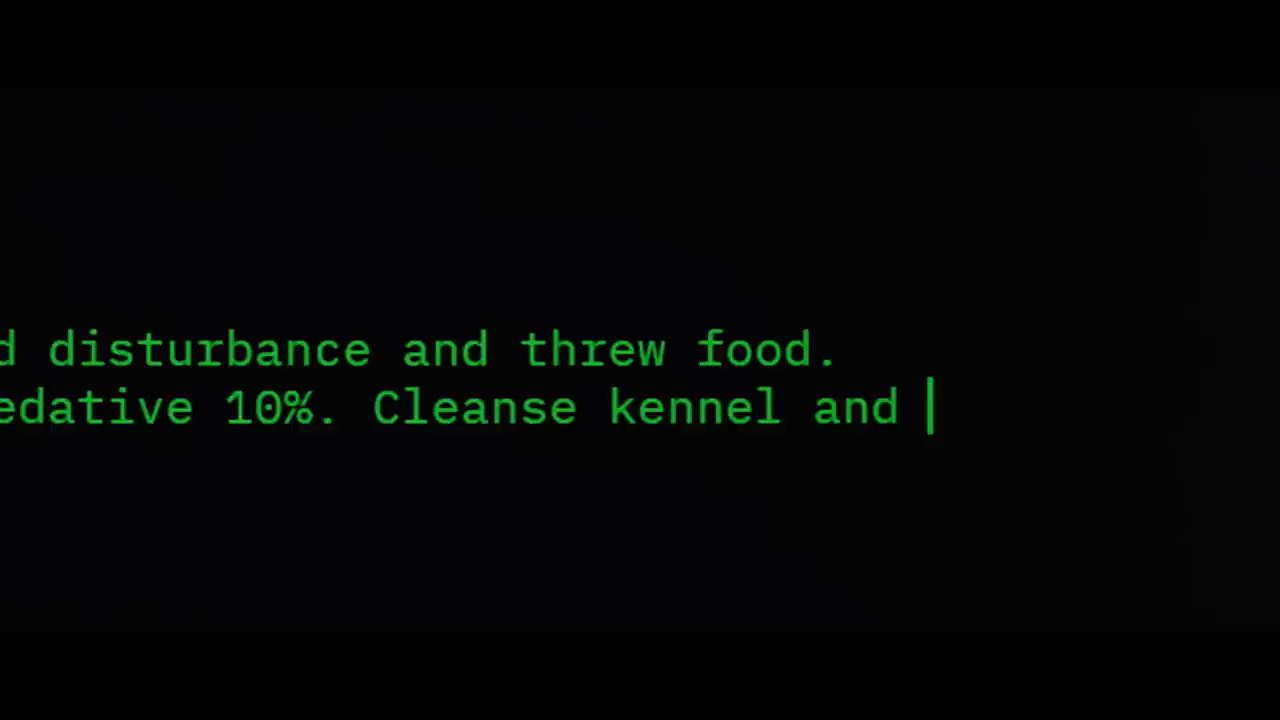 d disturbance and threw food.
edative 10%. Cleanse kennel and